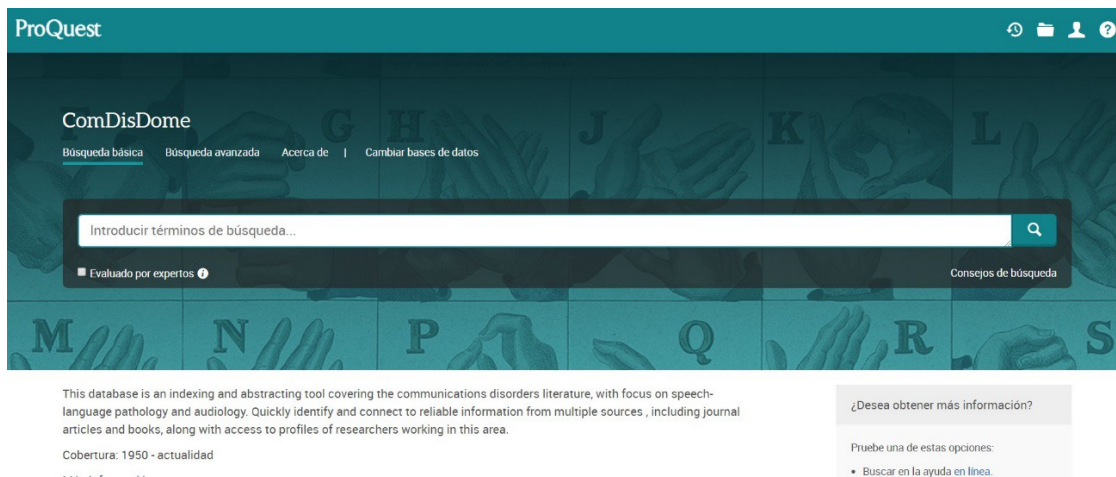 ProQuest
ComDisDome
Búsqueda básica Búsqueda avanzada Acerca de | Cambiar bases de datos
G H J K L
Introducir términos de búsqueda...
Evaluado por expertos
Consejos de búsqueda
M N P Q R S
This database is an indexing and abstracting tool covering the communications disorders literature, with focus on speech-
language pathology and audiology. Quickly identify and connect to reliable information from multiple sources , including journal
articles and books, along with access to profiles of researchers working in this area.
Cobertura: 1950 - actualidad
¿Desea obtener más información?
Pruebe una de estas opciones:
• Buscar en la ayuda en línea.